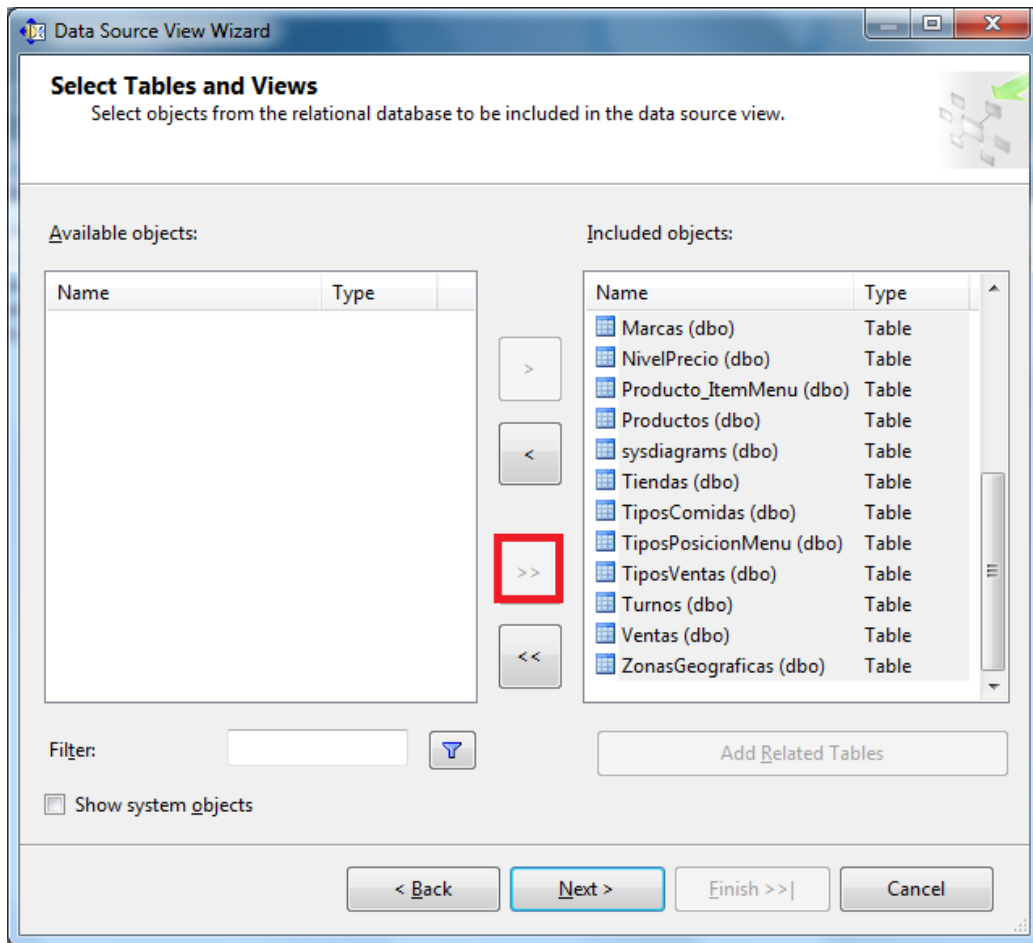 Data Source View Wizard
Select Tables and Views
Select objects from the relational database to be included in the data source view.
Available objects:
Name Type
>
<
>>
<<
Included objects:
Name Type
Marcas (dbo) Table
NivelPrecio (dbo) Table
Producto_ItemMenu (dbo) Table
Productos (dbo) Table
sysdiagrams (dbo) Table
Tiendas (dbo) Table
TiposComidas (dbo) Table
TiposPosicionMenu (dbo) Table
TiposVentas (dbo) Table
Turnos (dbo) Table
Ventas (dbo) Table
ZonasGeograficas (dbo) Table
Filter:
Add Related Tables
Show system objects
< Back Next > Finish >>| Cancel